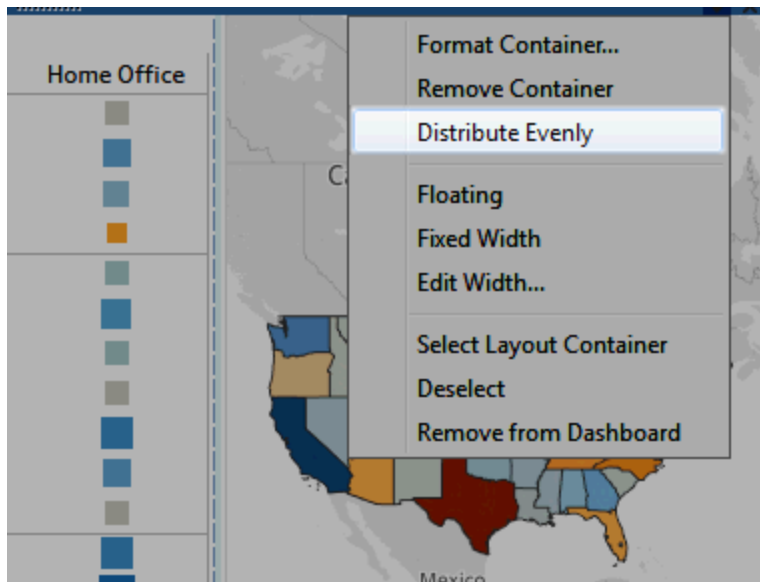 Home Office
Format Container...
Remove Container
Distribute Evenly
Floating
Fixed Width
Edit Width...
Select Layout Container
Deselect
Remove from Dashboard
Mexico